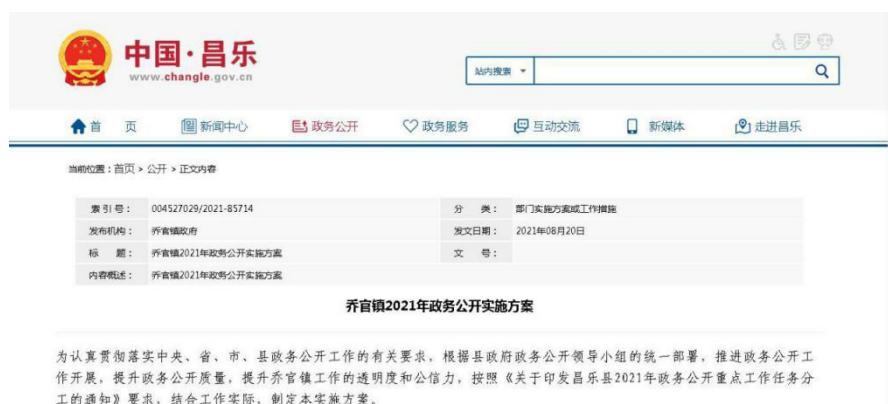 中国·昌乐
www.changle.gov.cn
站内搜索
首 页 新闻中心 政务公开 政务服务 互动交流 新媒体 走进昌乐
当前位置：首页 > 公开 > 正文内容
索引号： 004527029/2021-85714 分 类： 部门实施方案或工作措施
发布机构： 乔官镇政府 发文日期： 2021年08月20日
标 题： 乔官镇2021年政务公开实施方案 文 号：
内容概述： 乔官镇2021年政务公开实施方案
乔官镇2021年政务公开实施方案
为认真贯彻落实中央、省、市、县政务公开工作的有关要求，根据县政府政务公开领导小组的统一部署，推进政务公开工
作开展，提升政务公开质量，提升乔官镇工作的透明度和公信力，按照《关于印发昌乐县2021年政务公开重点工作任务分
工的通知》要求，结合工作实际，制定本实施方案。